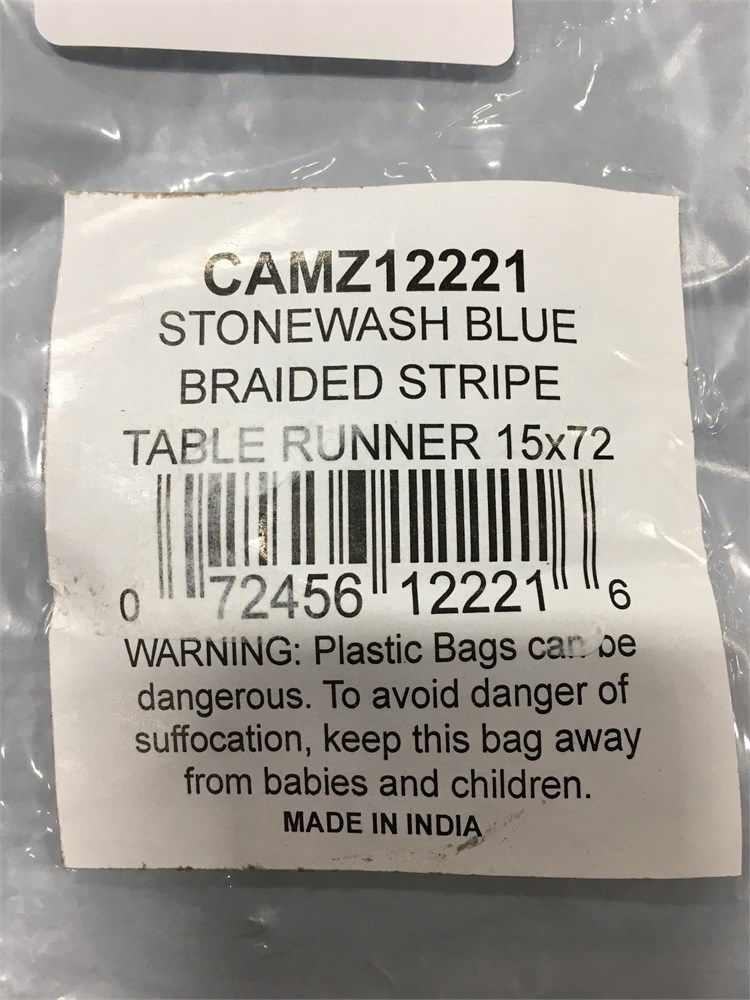 CAMZ12221
STONEWASH BLUE
BRAIDED STRIPE
TABLE RUNNER 15x72
0 72456 12221 6
WARNING: Plastic Bags can be
dangerous. To avoid danger of
suffocation, keep this bag away
from babies and children.
MADE IN INDIA